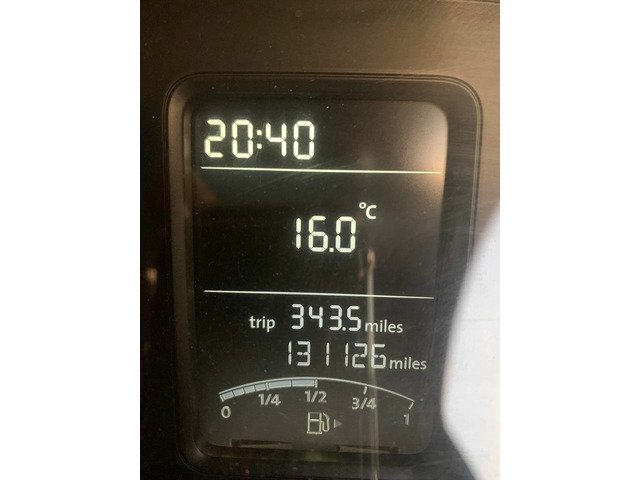 20:40
16.0 °C
trip 343.5 miles
131126 miles
0 1/4 1/2 3/4 1